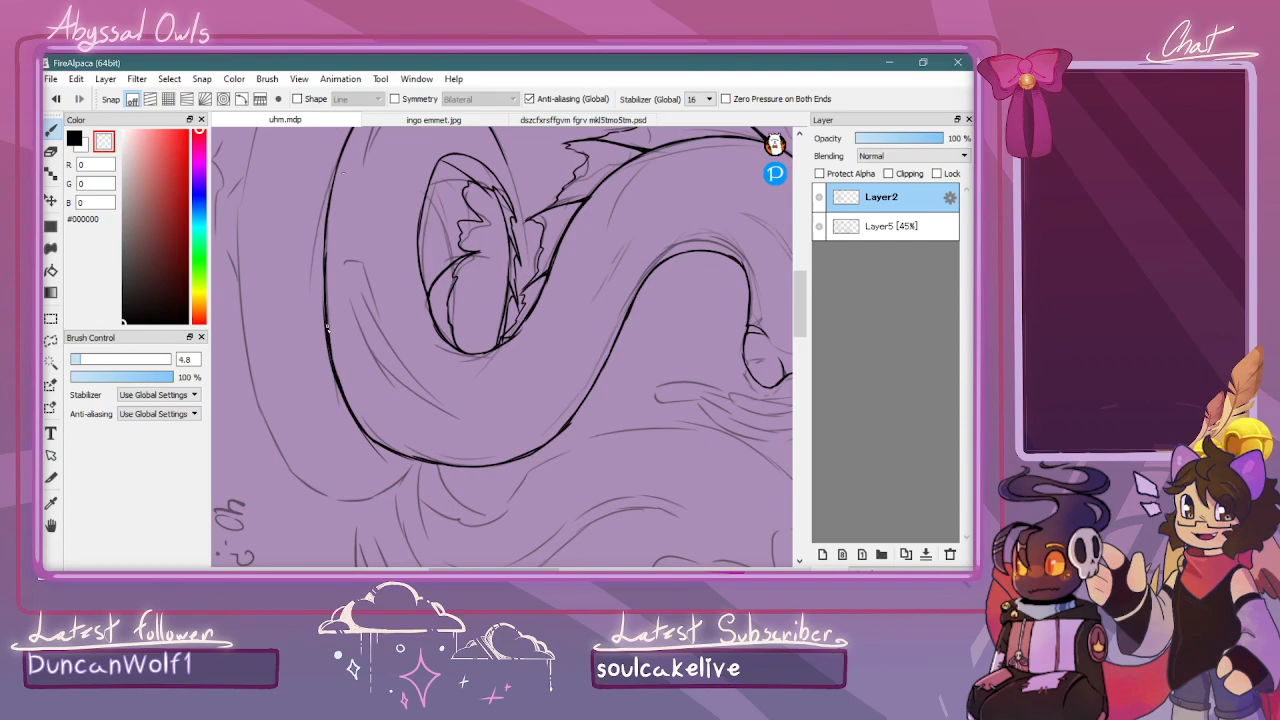 Abyssal Owls
Chat
FireAlpaca (64bit)
File Edit Layer Filter Select Snap Color Brush View Animation Tool Window Help
Snap off Shape Line Symmetry Bilateral Anti-aliasing (Global) Stabilizer (Global) 16 Zero Pressure on Both Ends
Color
uhm.mdp
ingo emmet.jpg
dszcfxrsffgvm fgrv mkl5tmo5tm.psd
Layer
R 0
G 0
B 0
#000000
Opacity 100 %
Blending Normal
Protect Alpha Clipping Lock
Layer2
Layer5 [45%]
Brush Control
4.8
100 %
Stabilizer Use Global Settings
Anti-aliasing Use Global Settings
T
P
Latest follower
DuncanWolf1
Latest Subscriber
soulcakelive